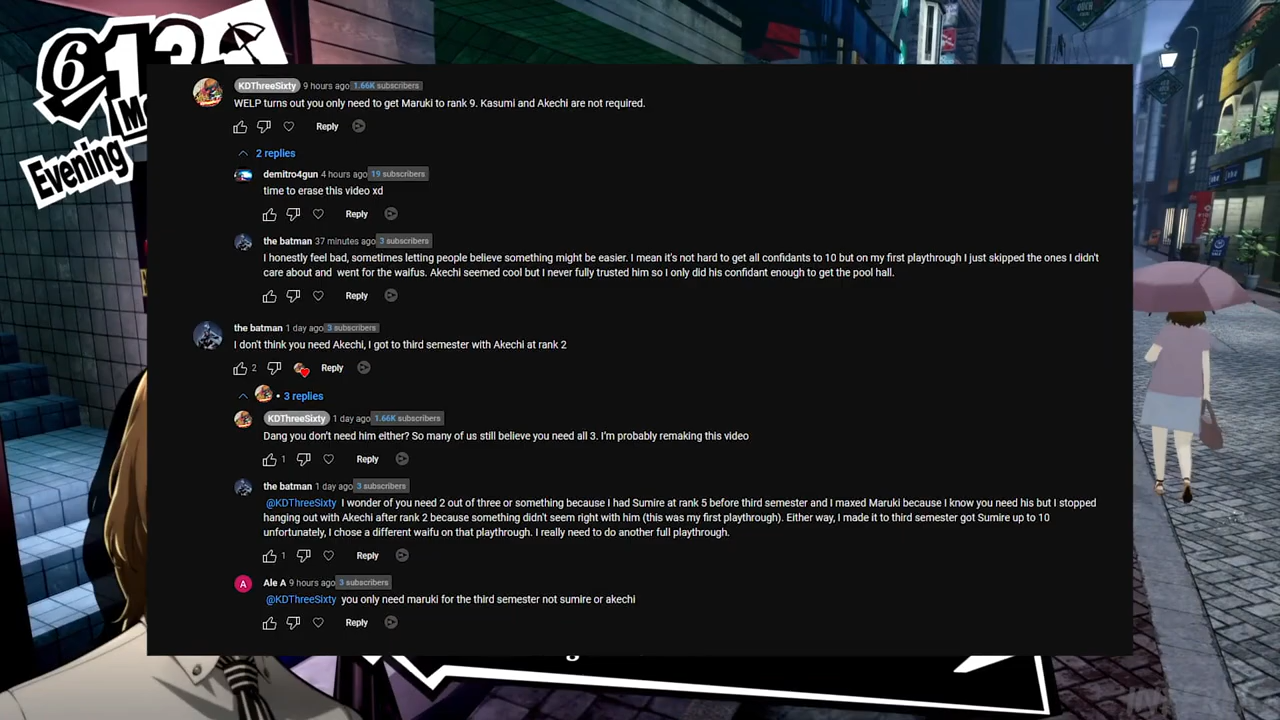 6 13
Mo
Evening
KDThreeSixty 9 hours ago 1.66K subscribers
WELP turns out you only need to get Maruki to rank 9. Kasumi and Akechi are not required.
Reply
2 replies
demitro4gun 4 hours ago 19 subscribers
time to erase this video xd
Reply
the batman 37 minutes ago 3 subscribers
I honestly feel bad, sometimes letting people believe something might be easier. I mean it's not hard to get all confidants to 10 but on my first playthrough I just skipped the ones I didn't
care about and went for the waifus. Akechi seemed cool but I never fully trusted him so I only did his confidant enough to get the pool hall.
Reply
the batman 1 day ago 3 subscribers
I don't think you need Akechi, I got to third semester with Akechi at rank 2
2 Reply
• 3 replies
KDThreeSixty 1 day ago 1.66K subscribers
Dang you don't need him either? So many of us still believe you need all 3. I'm probably remaking this video
1 Reply
the batman 1 day ago 3 subscribers
@KDThreeSixty I wonder of you need 2 out of three or something because I had Sumire at rank 5 before third semester and I maxed Maruki because I know you need his but I stopped
hanging out with Akechi after rank 2 because something didn't seem right with him (this was my first playthrough). Either way, I made it to third semester got Sumire up to 10
unfortunately, I chose a different waifu on that playthrough. I really need to do another full playthrough.
1 Reply
A Ale A 9 hours ago 3 subscribers
@KDThreeSixty you only need maruki for the third semester not sumire or akechi
Reply